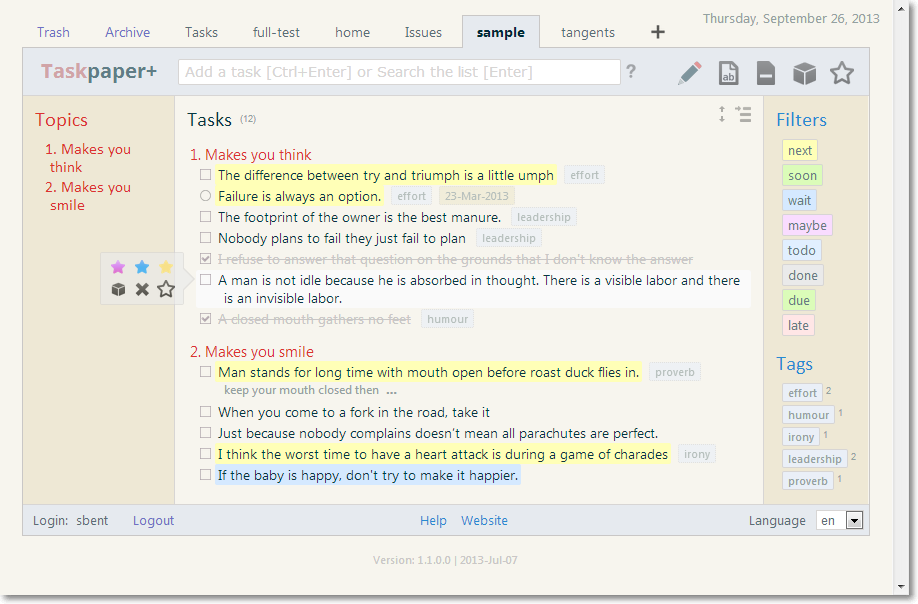 Thursday, September 26, 2013
Trash Archive Tasks full-test home Issues sample tangents +
Taskpaper+ Add a task [Ctrl+Enter] or Search the list [Enter] ? ab
Topics
1. Makes you
think
2. Makes you
smile
Tasks (12)
1. Makes you think
The difference between try and triumph is a little umph effort
Failure is always an option. effort 23-Mar-2013
The footprint of the owner is the best manure. leadership
Nobody plans to fail they just fail to plan leadership
I refuse to answer that question on the grounds that I don't know the answer
A man is not idle because he is absorbed in thought. There is a visible labor and there
is an invisible labor.
A closed mouth gathers no feet humour
2. Makes you smile
Man stands for long time with mouth open before roast duck flies in. proverb
keep your mouth closed then ...
When you come to a fork in the road, take it
Just because nobody complains doesn't mean all parachutes are perfect.
I think the worst time to have a heart attack is during a game of charades irony
If the baby is happy, don't try to make it happier.
Filters
next
soon
wait
maybe
todo
done
due
late
Tags
effort 2
humour 1
irony 1
leadership 2
proverb 1
Login: sbent Logout Help Website Language en
Version: 1.1.0.0 | 2013-Jul-07